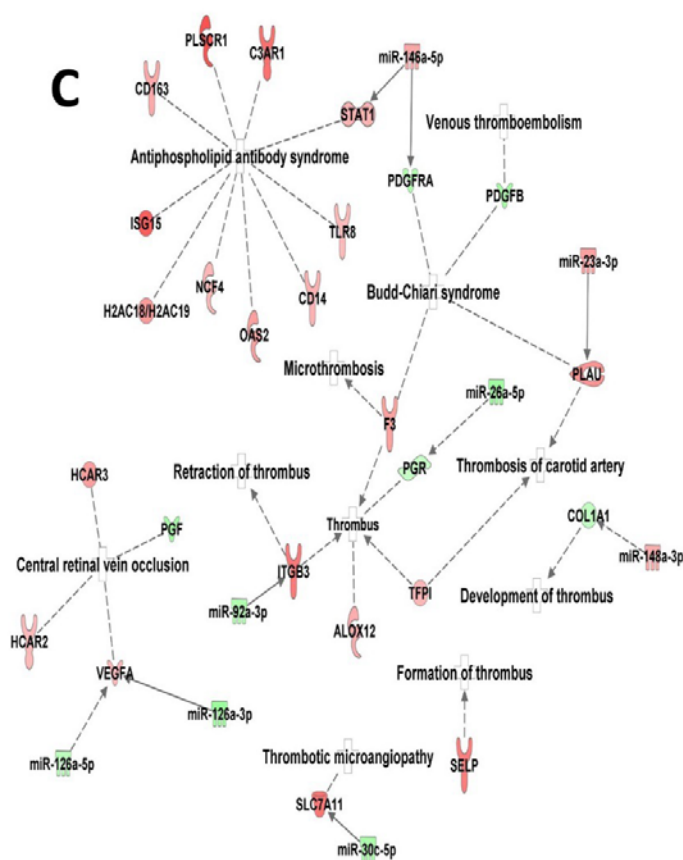 C
PLSCR1
C3AR1
CD163
miR-146a-5p
STAT1
Venous thromboembolism
Antiphospholipid antibody syndrome
PDGFRA
PDGFB
ISG15
TLR8
miR-23a-3p
NCF4
CD14
Budd-Chiari syndrome
H2AC18/H2AC19
OAS2
Microthrombosis
PLAU
miR-26a-5p
F3
HCAR3
Retraction of thrombus
PGR
Thrombosis of carotid artery
PGF
Thrombus
COL1A1
Central retinal vein occlusion
ITGB3
miR-148a-3p
miR-92a-3p
TFPI
Development of thrombus
HCAR2
ALOX12
VEGFA
Formation of thrombus
miR-126a-3p
miR-126a-5p
Thrombotic microangiopathy
SELP
SLC7A11
miR-30c-5p